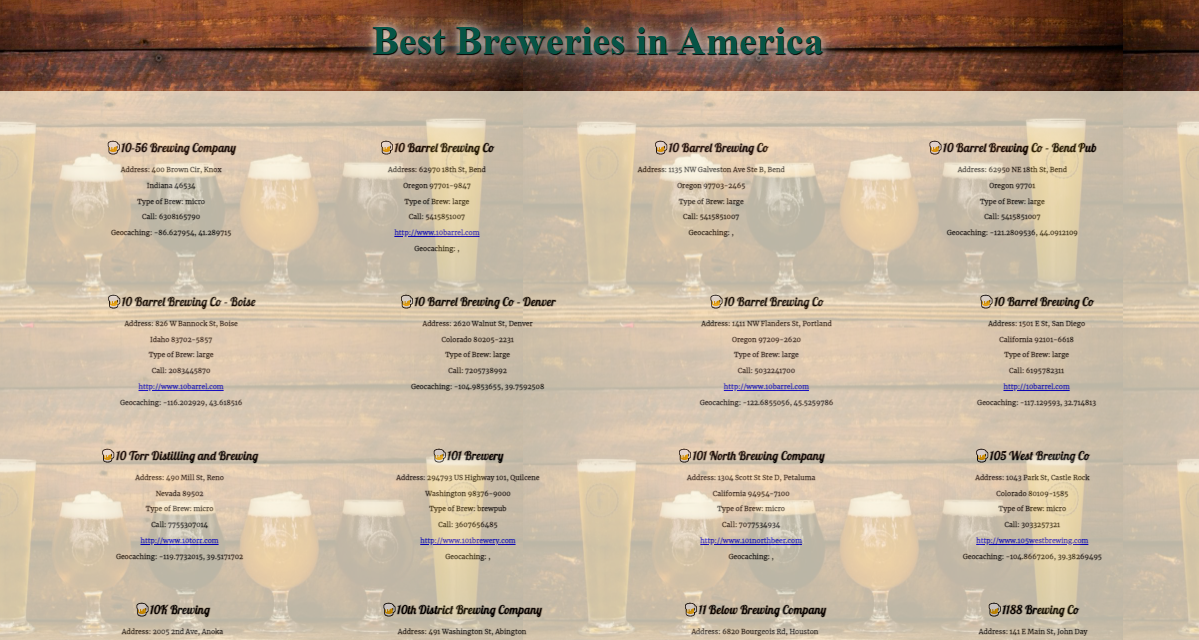 Best Breweries in America
10-56 Brewing Company
Address: 400 Brown Cir, Knox
Indiana 46534
Type of Brew: micro
Call: 6308165790
Geocaching: -86.627954, 41.289715
10 Barrel Brewing Co
Address: 62970 18th St, Bend
Oregon 97701-9847
Type of Brew: large
Call: 5415851007
http://www.10barrel.com
Geocaching: ,
10 Barrel Brewing Co
Address: 1135 NW Galveston Ave Ste B, Bend
Oregon 97703-2465
Type of Brew: large
Call: 5415851007
Geocaching: ,
10 Barrel Brewing Co - Bend Pub
Address: 62950 NE 18th St, Bend
Oregon 97701
Type of Brew: large
Call: 5415851007
Geocaching: -121.2809536, 44.0912109
10 Barrel Brewing Co - Boise
Address: 826 W Bannock St, Boise
Idaho 83702-5857
Type of Brew: large
Call: 2083445870
http://www.10barrel.com
Geocaching: -116.202929, 43.618516
10 Barrel Brewing Co - Denver
Address: 2620 Walnut St, Denver
Colorado 80205-2231
Type of Brew: large
Call: 7205738992
Geocaching: -104.9853655, 39.7592508
10 Barrel Brewing Co
Address: 1411 NW Flanders St, Portland
Oregon 97209-2620
Type of Brew: large
Call: 5032241700
http://www.10barrel.com
Geocaching: -122.6855056, 45.5259786
10 Barrel Brewing Co
Address: 1501 E St, San Diego
California 92101-6618
Type of Brew: large
Call: 6195782311
http://10barrel.com
Geocaching: -117.129593, 32.714813
10 Torr Distilling and Brewing
Address: 490 Mill St, Reno
Nevada 89502
Type of Brew: micro
Call: 7755307014
http://www.10torr.com
Geocaching: -119.7732015, 39.5171702
101 Brewery
Address: 294793 US Highway 101, Quilcene
Washington 98376-9000
Type of Brew: brewpub
Call: 3607656485
http://www.101brewery.com
Geocaching: ,
101 North Brewing Company
Address: 1304 Scott St Ste D, Petaluma
California 94954-7100
Type of Brew: micro
Call: 7077534934
http://www.101northbeer.com
Geocaching: ,
105 West Brewing Co
Address: 1043 Park St, Castle Rock
Colorado 80109-1585
Type of Brew: micro
Call: 3033257321
http://www.105westbrewing.com
Geocaching: -104.8667206, 39.38269495
10K Brewing
Address: 2005 2nd Ave, Anoka
10th District Brewing Company
Address: 491 Washington St, Abington
11 Below Brewing Company
Address: 6820 Bourgeois Rd, Houston
1188 Brewing Co
Address: 141 E Main St, John Day